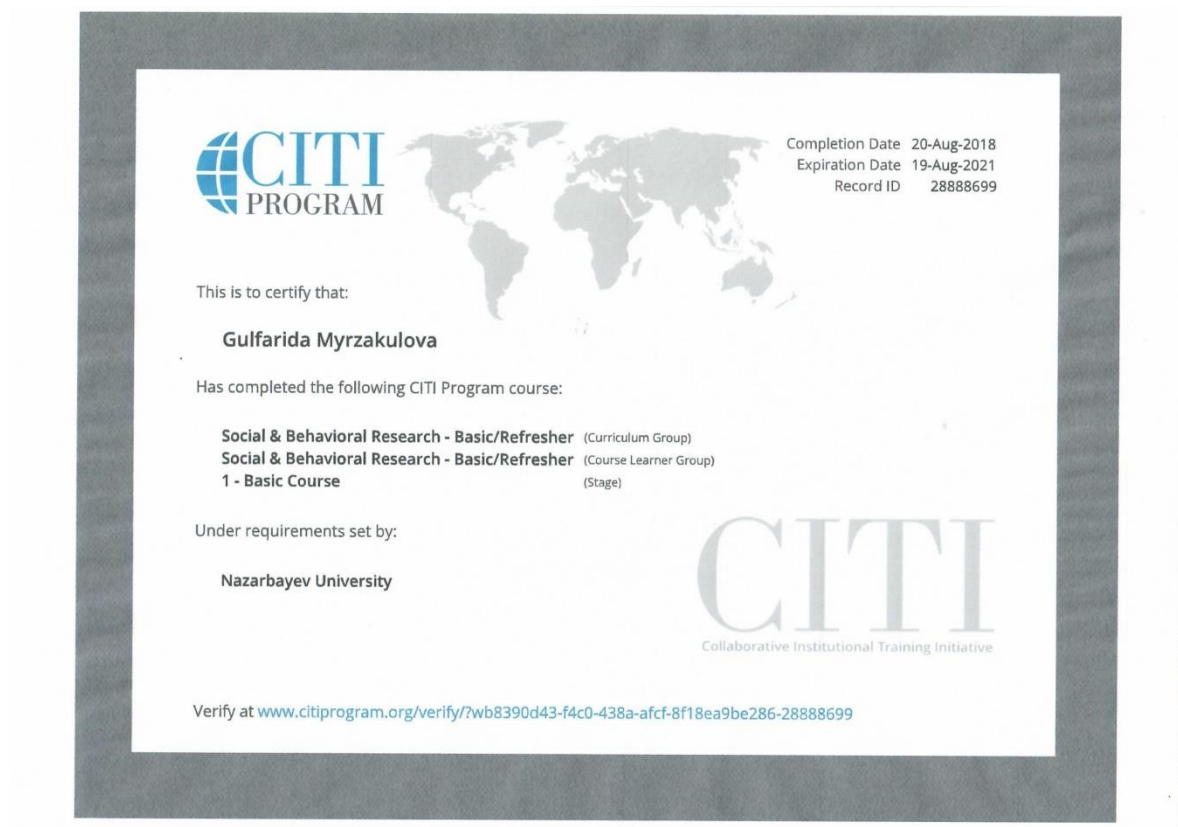 CITI
PROGRAM
Completion Date 20-Aug-2018
Expiration Date 19-Aug-2021
Record ID 28888699
This is to certify that:
Gulfarida Myrzakulova
Has completed the following CITI Program course:
Social & Behavioral Research - Basic/Refresher (Curriculum Group)
Social & Behavioral Research - Basic/Refresher (Course Learner Group)
1 - Basic Course (Stage)
Under requirements set by:
Nazarbayev University
CITI
Collaborative Institutional Training Initiative
Verify at www.citiprogram.org/verify/?wb8390d43-f4c0-438a-afcf-8f18ea9be286-28888699